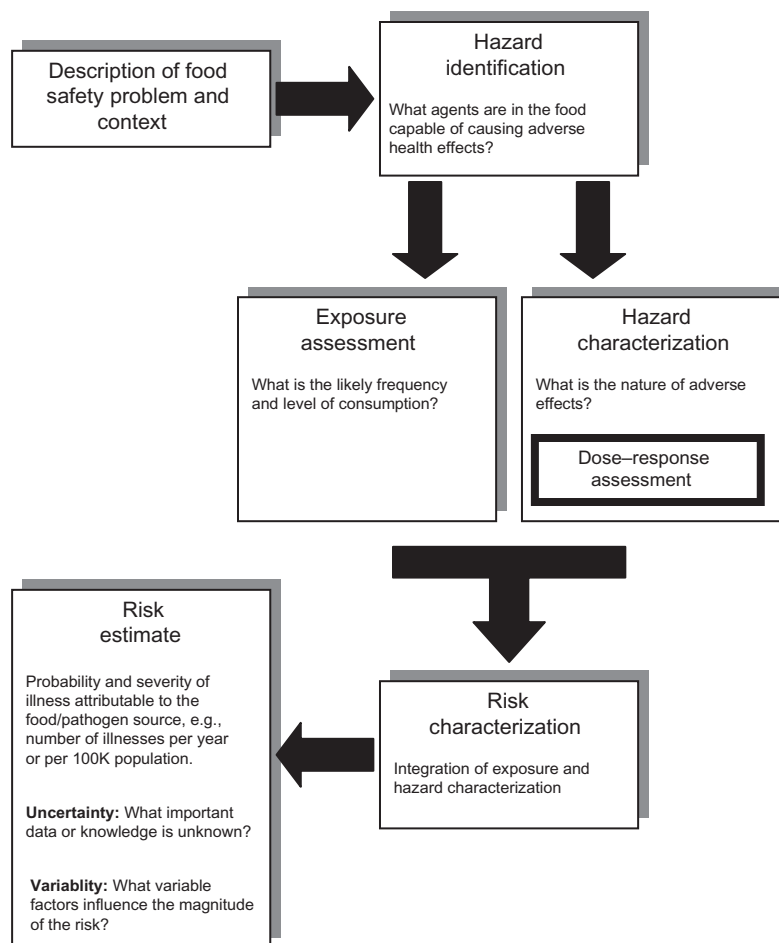 Description of food
safety problem and
context
Hazard
identification
What agents are in the food
capable of causing adverse
health effects?
Exposure
assessment
What is the likely frequency
and level of consumption?
Hazard
characterization
What is the nature of adverse
effects?
Dose–response
assessment
Risk
characterization
Integration of exposure and
hazard characterization
Risk
estimate
Probability and severity of
illness attributable to the
food/pathogen source, e.g.,
number of illnesses per year
or per 100K population.
Uncertainty: What important
data or knowledge is unknown?
Variablity: What variable
factors influence the magnitude
of the risk?